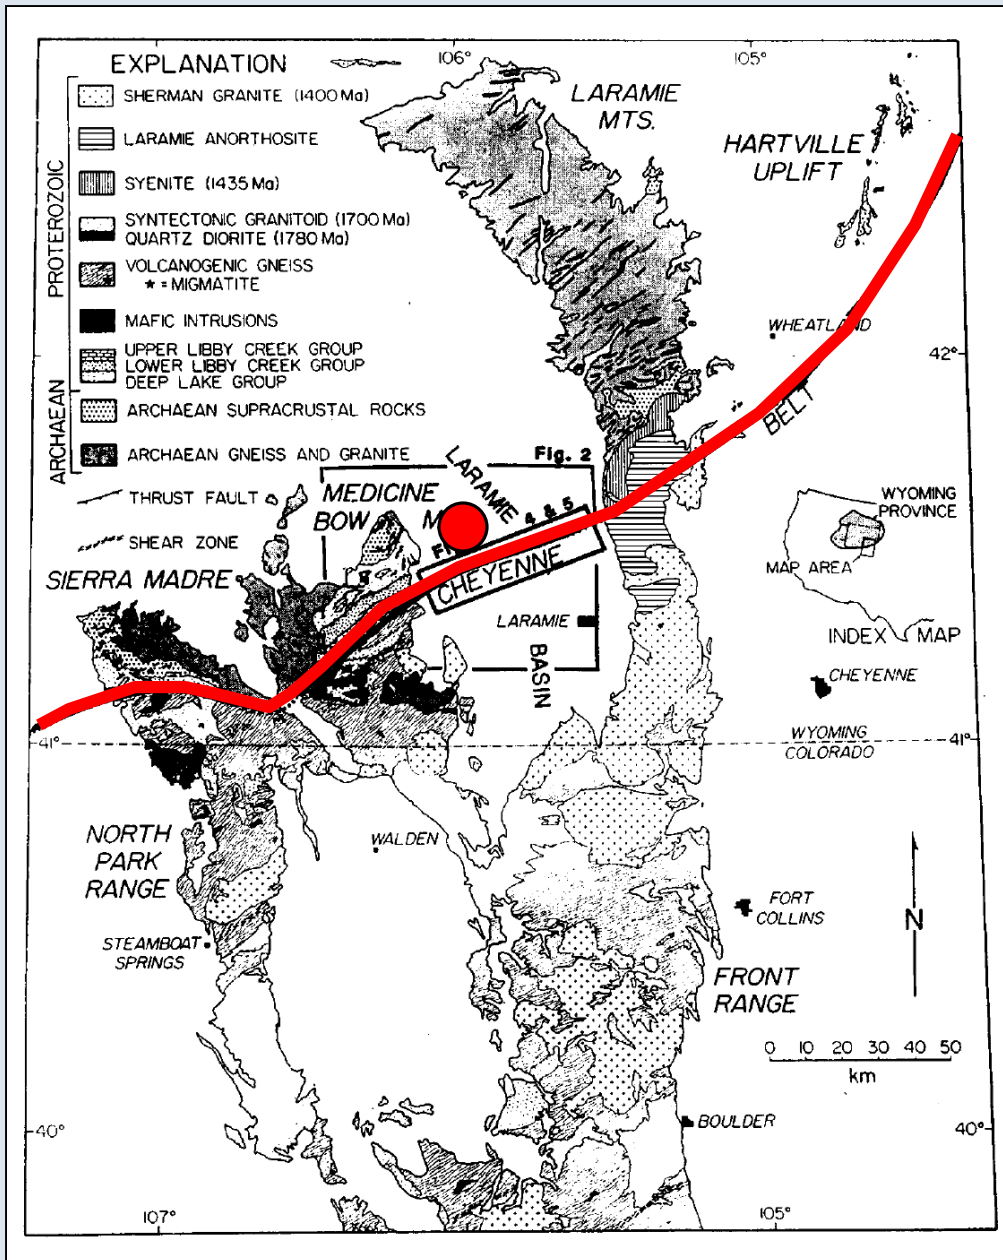 EXPLANATION
SHERMAN GRANITE (1400 Ma)
LARAMIE ANORTHOSITE
SYENITE (1435 Ma)
SYNTECTONIC GRANITOID (1700 Ma)
QUARTZ DIORITE (1780 Ma)
VOLCANOGENIC GNEISS
★ = MIGMATITE
MAFIC INTRUSIONS
UPPER LIBBY CREEK GROUP
LOWER LIBBY CREEK GROUP
DEEP LAKE GROUP
ARCHAEAN SUPRACRUSTAL ROCKS
ARCHAEAN GNEISS AND GRANITE
THRUST FAULT
SHEAR ZONE
PROTEROZOIC
ARCHAEAN
106°
105°
LARAMIE
MTS.
HARTVILLE
UPLIFT
WHEATLAND
42°
BELT
Fig. 2
LARAMIE
MEDICINE
BOW M
4 & 5
CHEYENNE
SIERRA MADRE
LARAMIE
BASIN
WYOMING
PROVINCE
MAP AREA
INDEX MAP
CHEYENNE
41°
WYOMING
COLORADO
41°
NORTH
PARK
RANGE
WALDEN
STEAMBOAT
SPRINGS
FORT
COLLINS
N
FRONT
RANGE
0 10 20 30 40 50
km
BOULDER
40°
40°
107°
105°